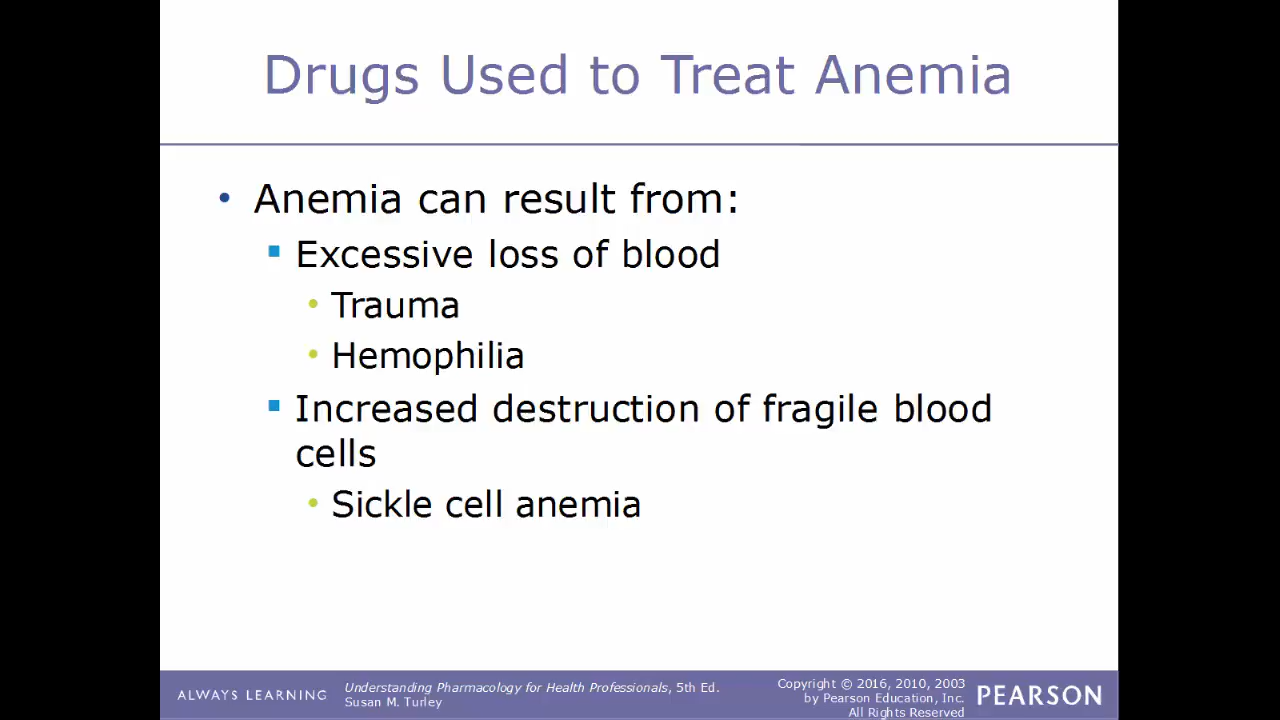 Drugs Used to Treat Anemia
• Anemia can result from:
▪ Excessive loss of blood
• Trauma
• Hemophilia
▪ Increased destruction of fragile blood
cells
• Sickle cell anemia
ALWAYS LEARNING
Understanding Pharmacology for Health Professionals, 5th Ed.
Susan M. Turley
Copyright © 2016, 2010, 2003
by Pearson Education, Inc.
All Rights Reserved
PEARSON